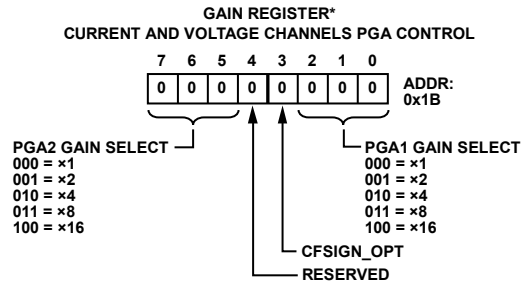 GAIN REGISTER*
CURRENT AND VOLTAGE CHANNELS PGA CONTROL
7 6 5 4 3 2 1 0
0 0 0 0 0 0 0 0
ADDR:
0x1B
PGA2 GAIN SELECT
000 = ×1
001 = ×2
010 = ×4
011 = ×8
100 = ×16
PGA1 GAIN SELECT
000 = ×1
001 = ×2
010 = ×4
011 = ×8
100 = ×16
CFSIGN_OPT
RESERVED